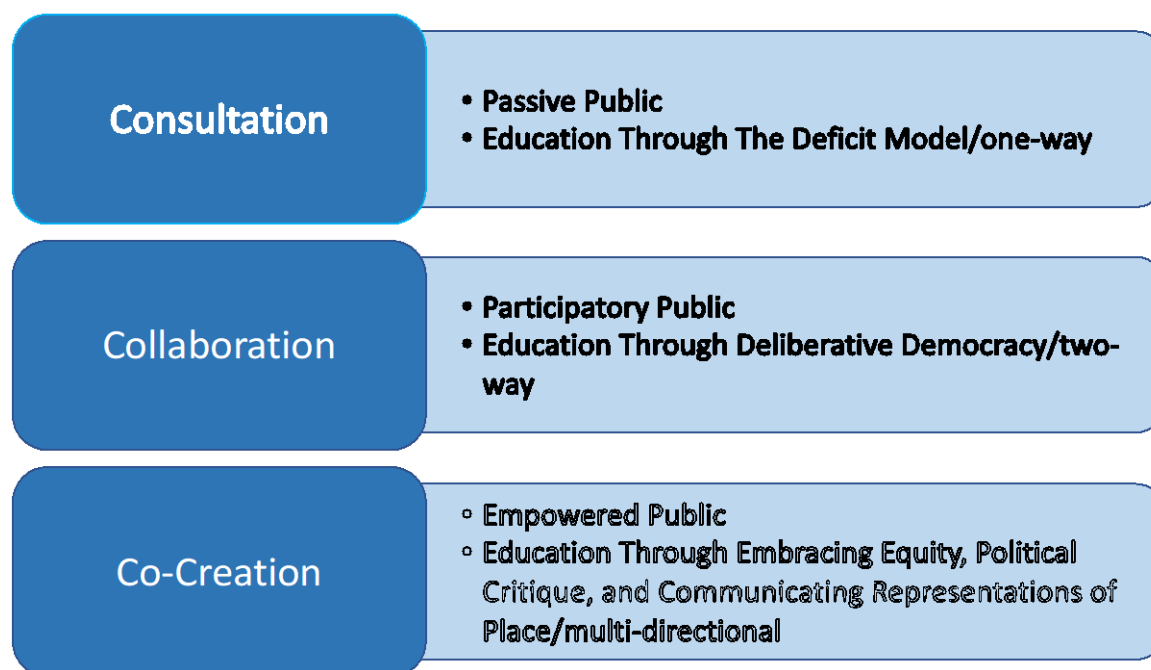 Consultation
• Passive Public
• Education Through The Deficit Model/one-way
Collaboration
• Participatory Public
• Education Through Deliberative Democracy/two-
way
Co-Creation
◦ Empowered Public
◦ Education Through Embracing Equity, Political
Critique, and Communicating Representations of
Place/multi-directional